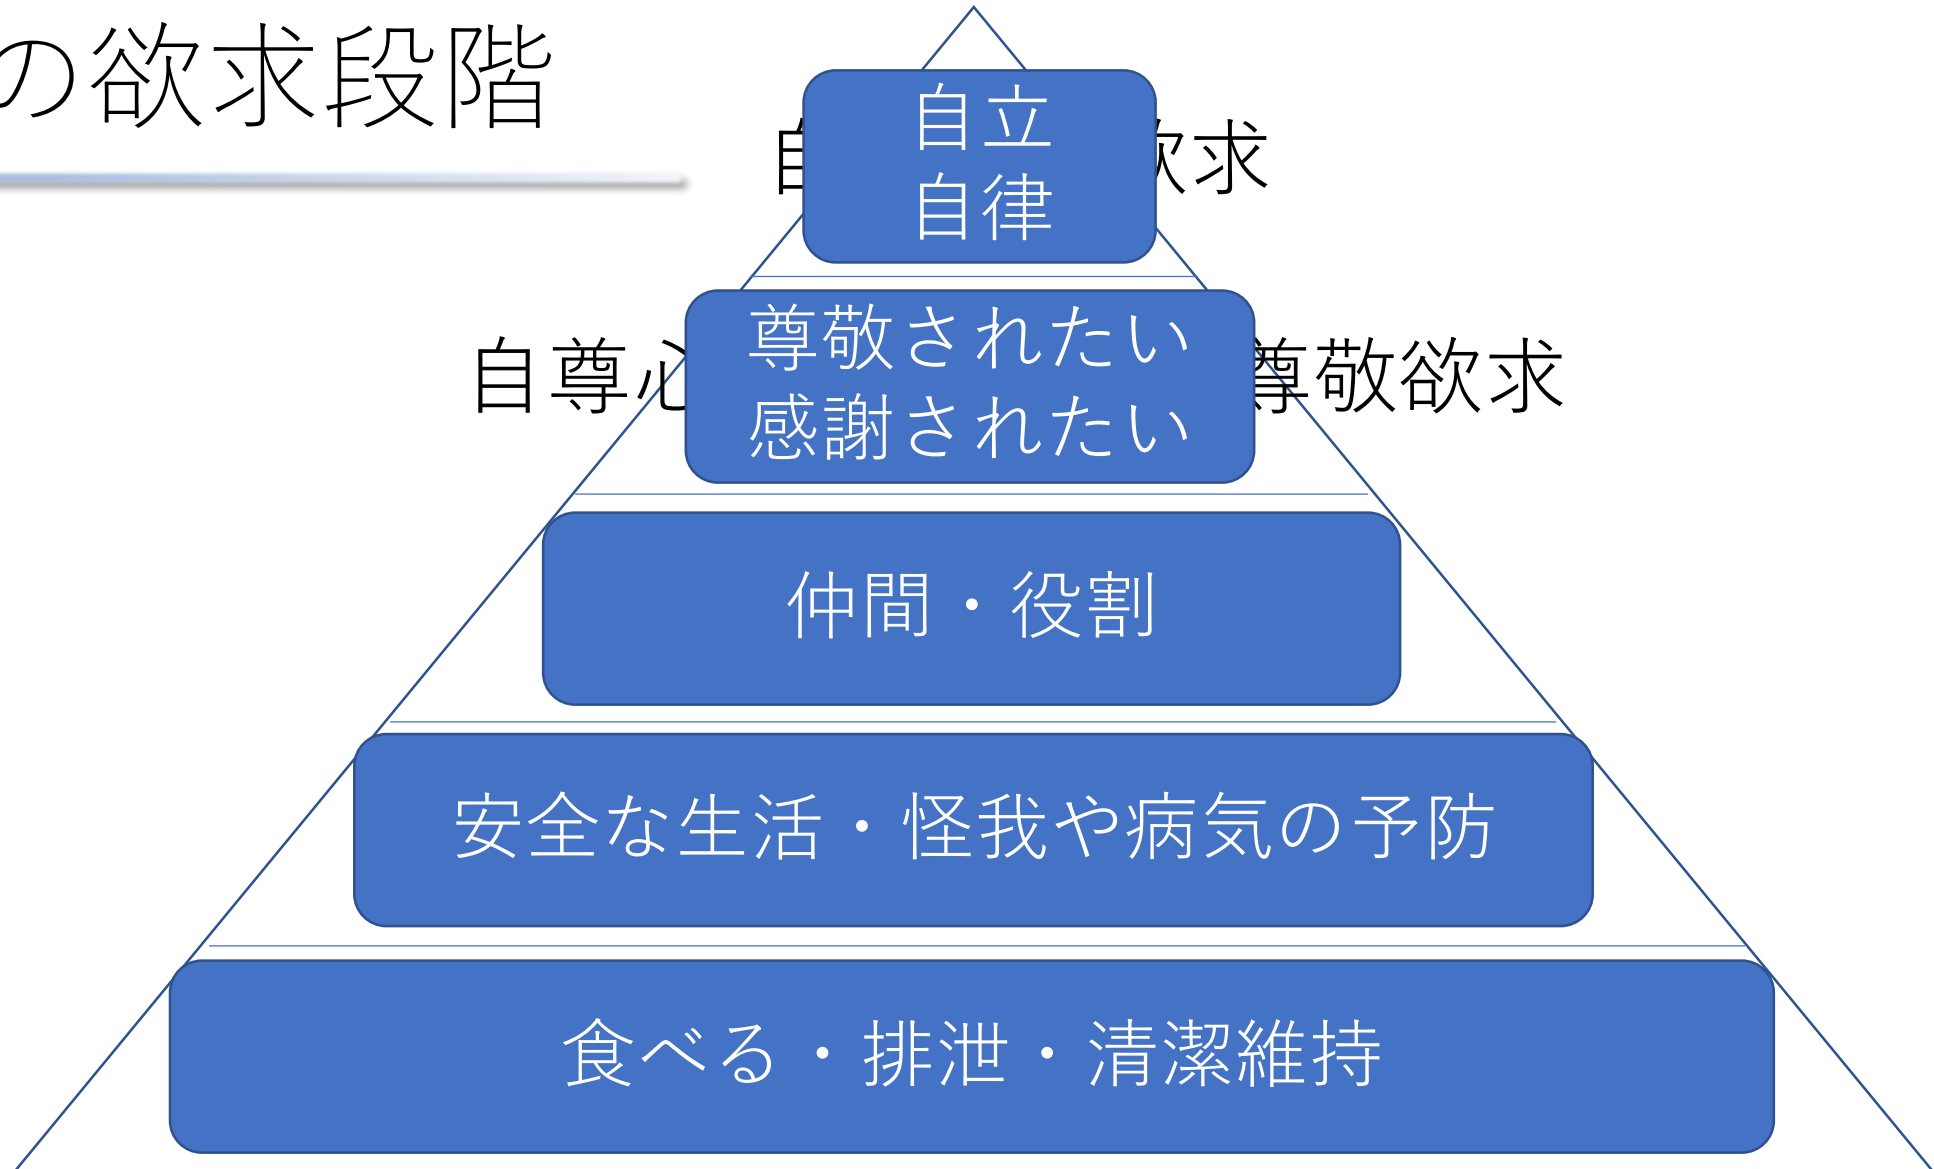 の欲求段階
自立
自律
求
尊敬されたい
感謝されたい
自尊心
尊敬欲求
仲間・役割
安全な生活・怪我や病気の予防
食べる・排泄・清潔維持